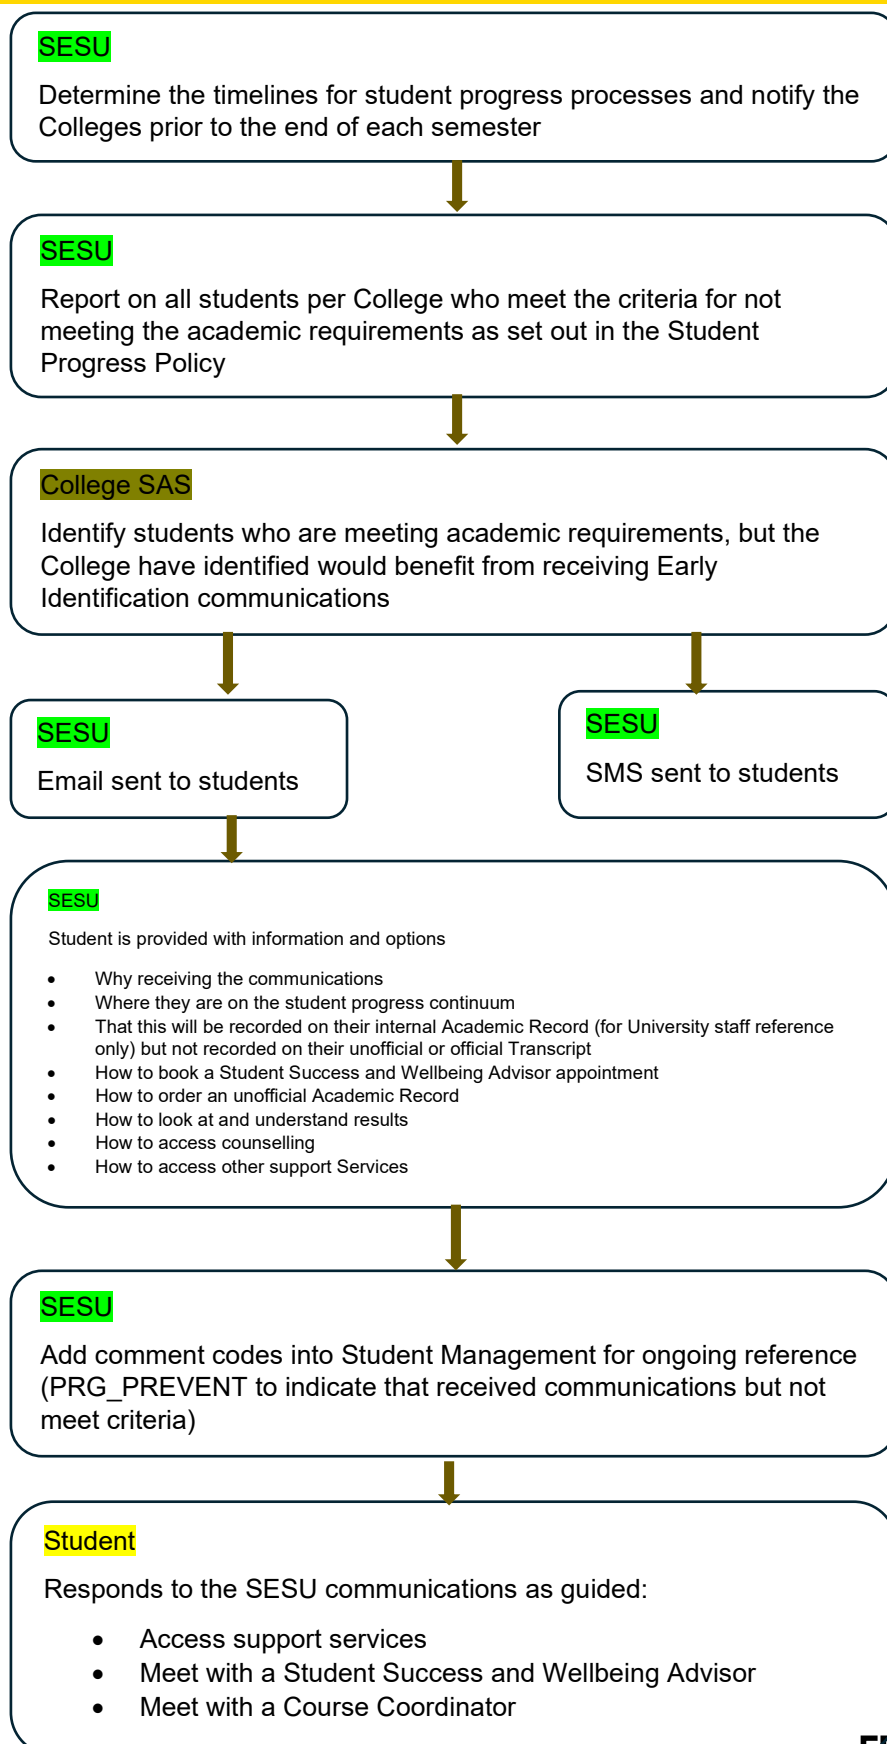 SESU
Determine the timelines for student progress processes and notify the
Colleges prior to the end of each semester
SESU
Report on all students per College who meet the criteria for not
meeting the academic requirements as set out in the Student
Progress Policy
College SAS
Identify students who are meeting academic requirements, but the
College have identified would benefit from receiving Early
Identification communications
SESU
Email sent to students
SESU
SMS sent to students
SESU
Student is provided with information and options
• Why receiving the communications
• Where they are on the student progress continuum
• That this will be recorded on their internal Academic Record (for University staff reference
only) but not recorded on their unofficial or official Transcript
• How to book a Student Success and Wellbeing Advisor appointment
• How to order an unofficial Academic Record
• How to look at and understand results
• How to access counselling
• How to access other support Services
SESU
Add comment codes into Student Management for ongoing reference
(PRG_PREVENT to indicate that received communications but not
meet criteria)
Student
Responds to the SESU communications as guided:
• Access support services
• Meet with a Student Success and Wellbeing Advisor
• Meet with a Course Coordinator